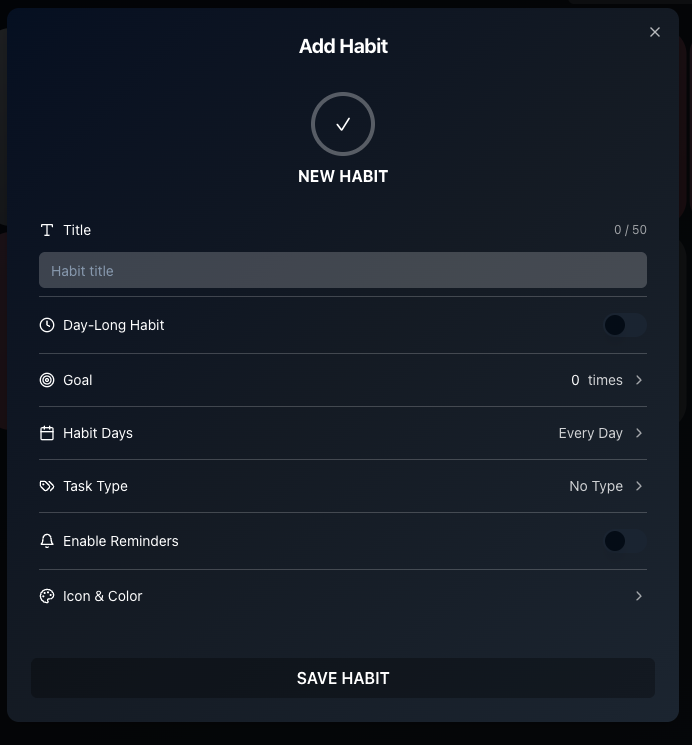 Add Habit
NEW HABIT
Title 0 / 50
Habit title
Day-Long Habit
Goal 0 times
Habit Days Every Day
Task Type No Type
Enable Reminders
Icon & Color
SAVE HABIT